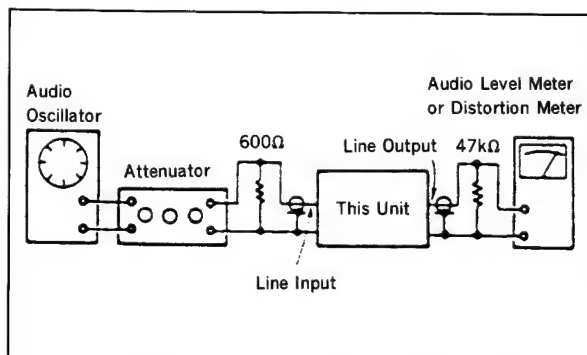 Audio
Oscillator
Attenuator
600Ω
This Unit
Line Input
Line Output
47kΩ
Audio Level Meter
or Distortion Meter